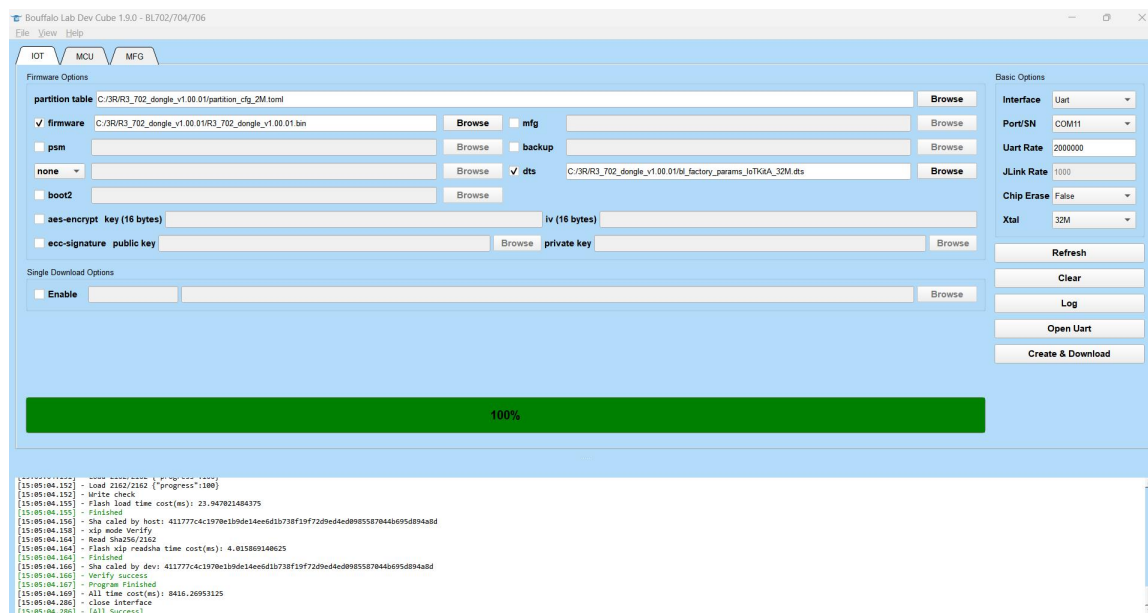 Bouffalo Lab Dev Cube 1.9.0 - BL702/704/706
File View Help
IOT MCU MFG
Firmware Options
partition table C:/3R/R3_702_dongle_v1.00.01/partition_cfg_2M.toml Browse
firmware C:/3R/R3_702_dongle_v1.00.01/R3_702_dongle_v1.00.01.bin Browse mfg Browse
psm Browse backup Browse
none Browse dts C:/3R/R3_702_dongle_v1.00.01/bl_factory_params_IoTKitA_32M.dts Browse
boot2 Browse
aes-encrypt key (16 bytes) iv (16 bytes)
ecc-signature public key Browse private key Browse
Single Download Options
Enable Browse
Basic Options
Interface Uart
Port/SN COM11
Uart Rate 2000000
JLink Rate 1000
Chip Erase False
Xtal 32M
Refresh
Clear
Log
Open Uart
Create & Download
100%
[15:05:04.152] - Load 2162/2162 {"progress":100}
[15:05:04.152] - Write check
[15:05:04.155] - Flash load time cost(ms): 23.947021484375
[15:05:04.155] - Finished
[15:05:04.156] - Sha caled by host: 411777c4c1970e1b9de14ee6d1b738f19f72d9ed4ed0985587044b695d894a8d
[15:05:04.158] - xip mode Verify
[15:05:04.164] - Read Sha256/2162
[15:05:04.164] - Flash xip readsha time cost(ms): 4.015869140625
[15:05:04.164] - Finished
[15:05:04.166] - Sha caled by dev: 411777c4c1970e1b9de14ee6d1b738f19f72d9ed4ed0985587044b695d894a8d
[15:05:04.166] - Verify success
[15:05:04.167] - Program Finished
[15:05:04.169] - All time cost(ms): 8416.26953125
[15:05:04.286] - close interface
[15:05:04.286] - [All Success]